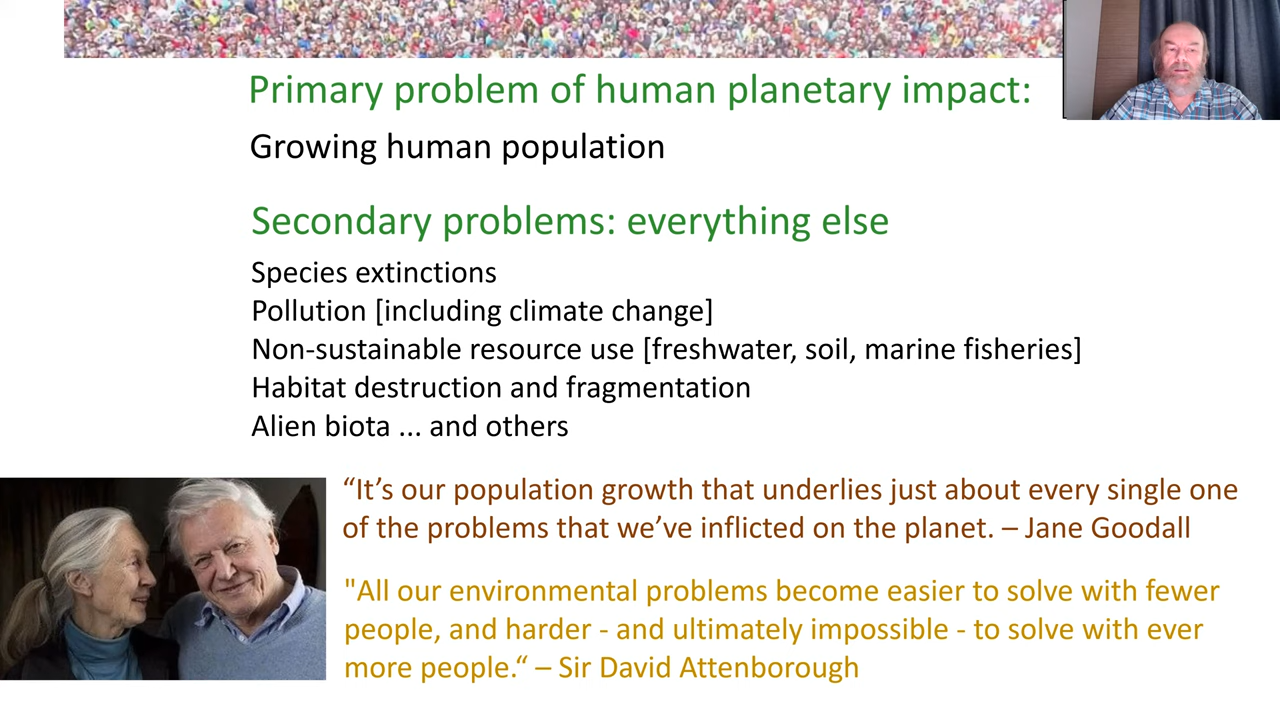 Primary problem of human planetary impact:
Growing human population
Secondary problems: everything else
Species extinctions
Pollution [including climate change]
Non-sustainable resource use [freshwater, soil, marine fisheries]
Habitat destruction and fragmentation
Alien biota ... and others
“It’s our population growth that underlies just about every single one
of the problems that we’ve inflicted on the planet. – Jane Goodall
"All our environmental problems become easier to solve with fewer
people, and harder - and ultimately impossible - to solve with ever
more people.“ – Sir David Attenborough